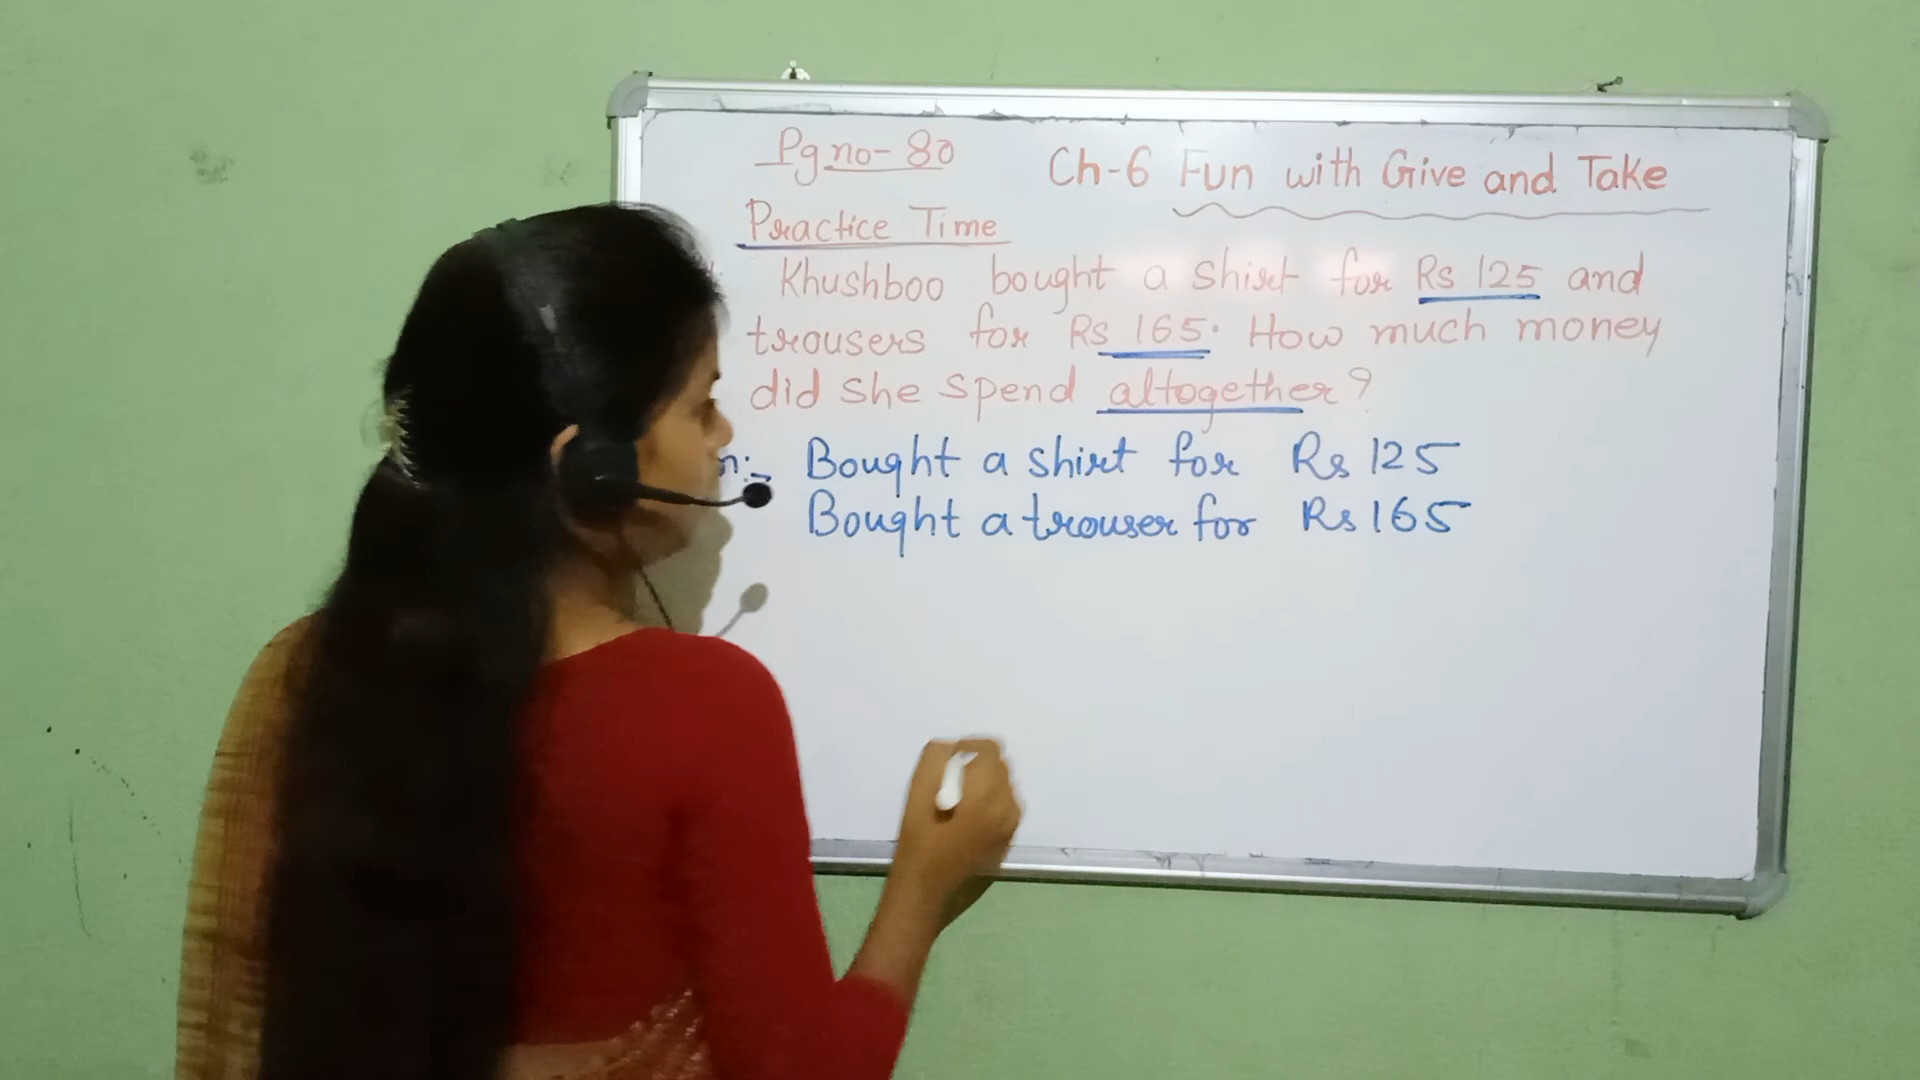 Pg no- 80
Ch-6 Fun with Give and Take
Practice Time
Khushboo bought a shirt for Rs 125 and
trousers for Rs 165. How much money
did she spend altogether?
Bought a shirt for Rs 125
Bought a trouser for Rs 165